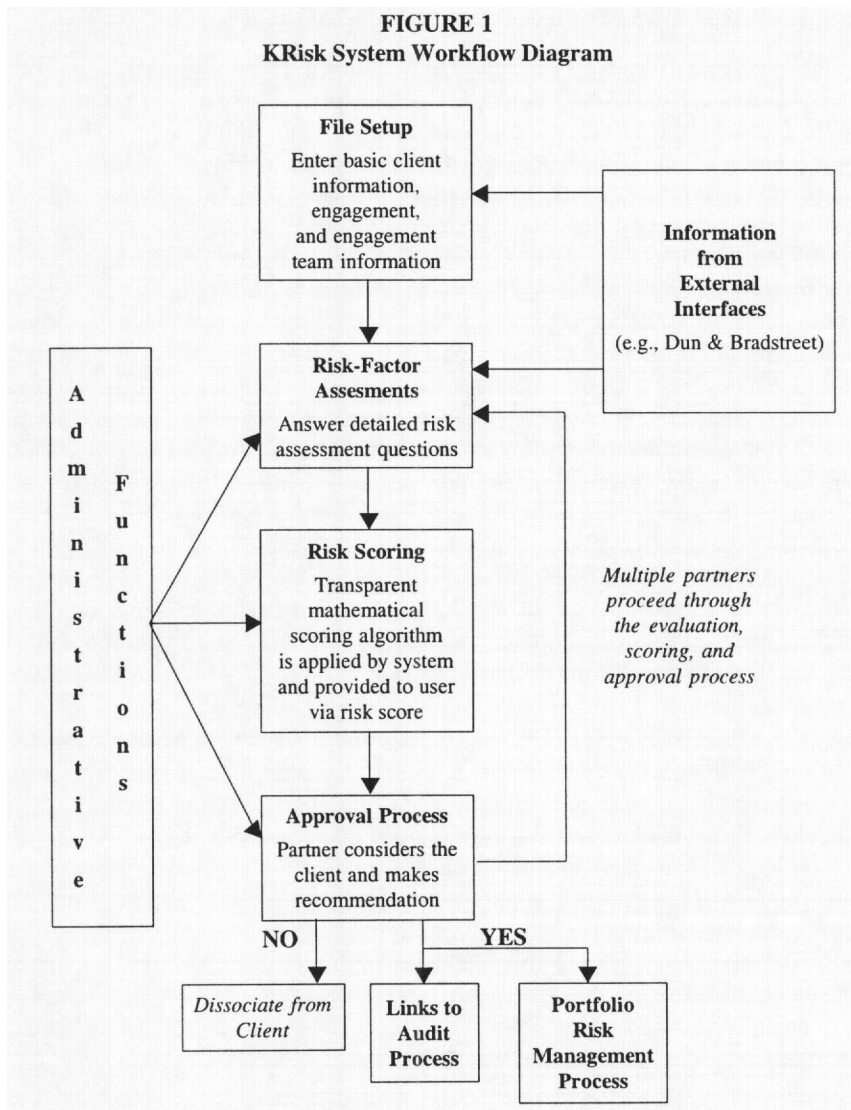 FIGURE 1
KRisk System Workflow Diagram
File Setup
Enter basic client
information,
engagement,
and engagement
team information
Information
from
External
Interfaces
(e.g., Dun & Bradstreet)
Risk-Factor
Assesments
Answer detailed risk
assessment questions
Administrative
Functions
Risk Scoring
Transparent
mathematical
scoring algorithm
is applied by system
and provided to user
via risk score
Multiple partners
proceed through
the evaluation,
scoring, and
approval process
Approval Process
Partner considers the
client and makes
recommendation
NO
YES
Dissociate from
Client
Links to
Audit
Process
Portfolio
Risk
Management
Process